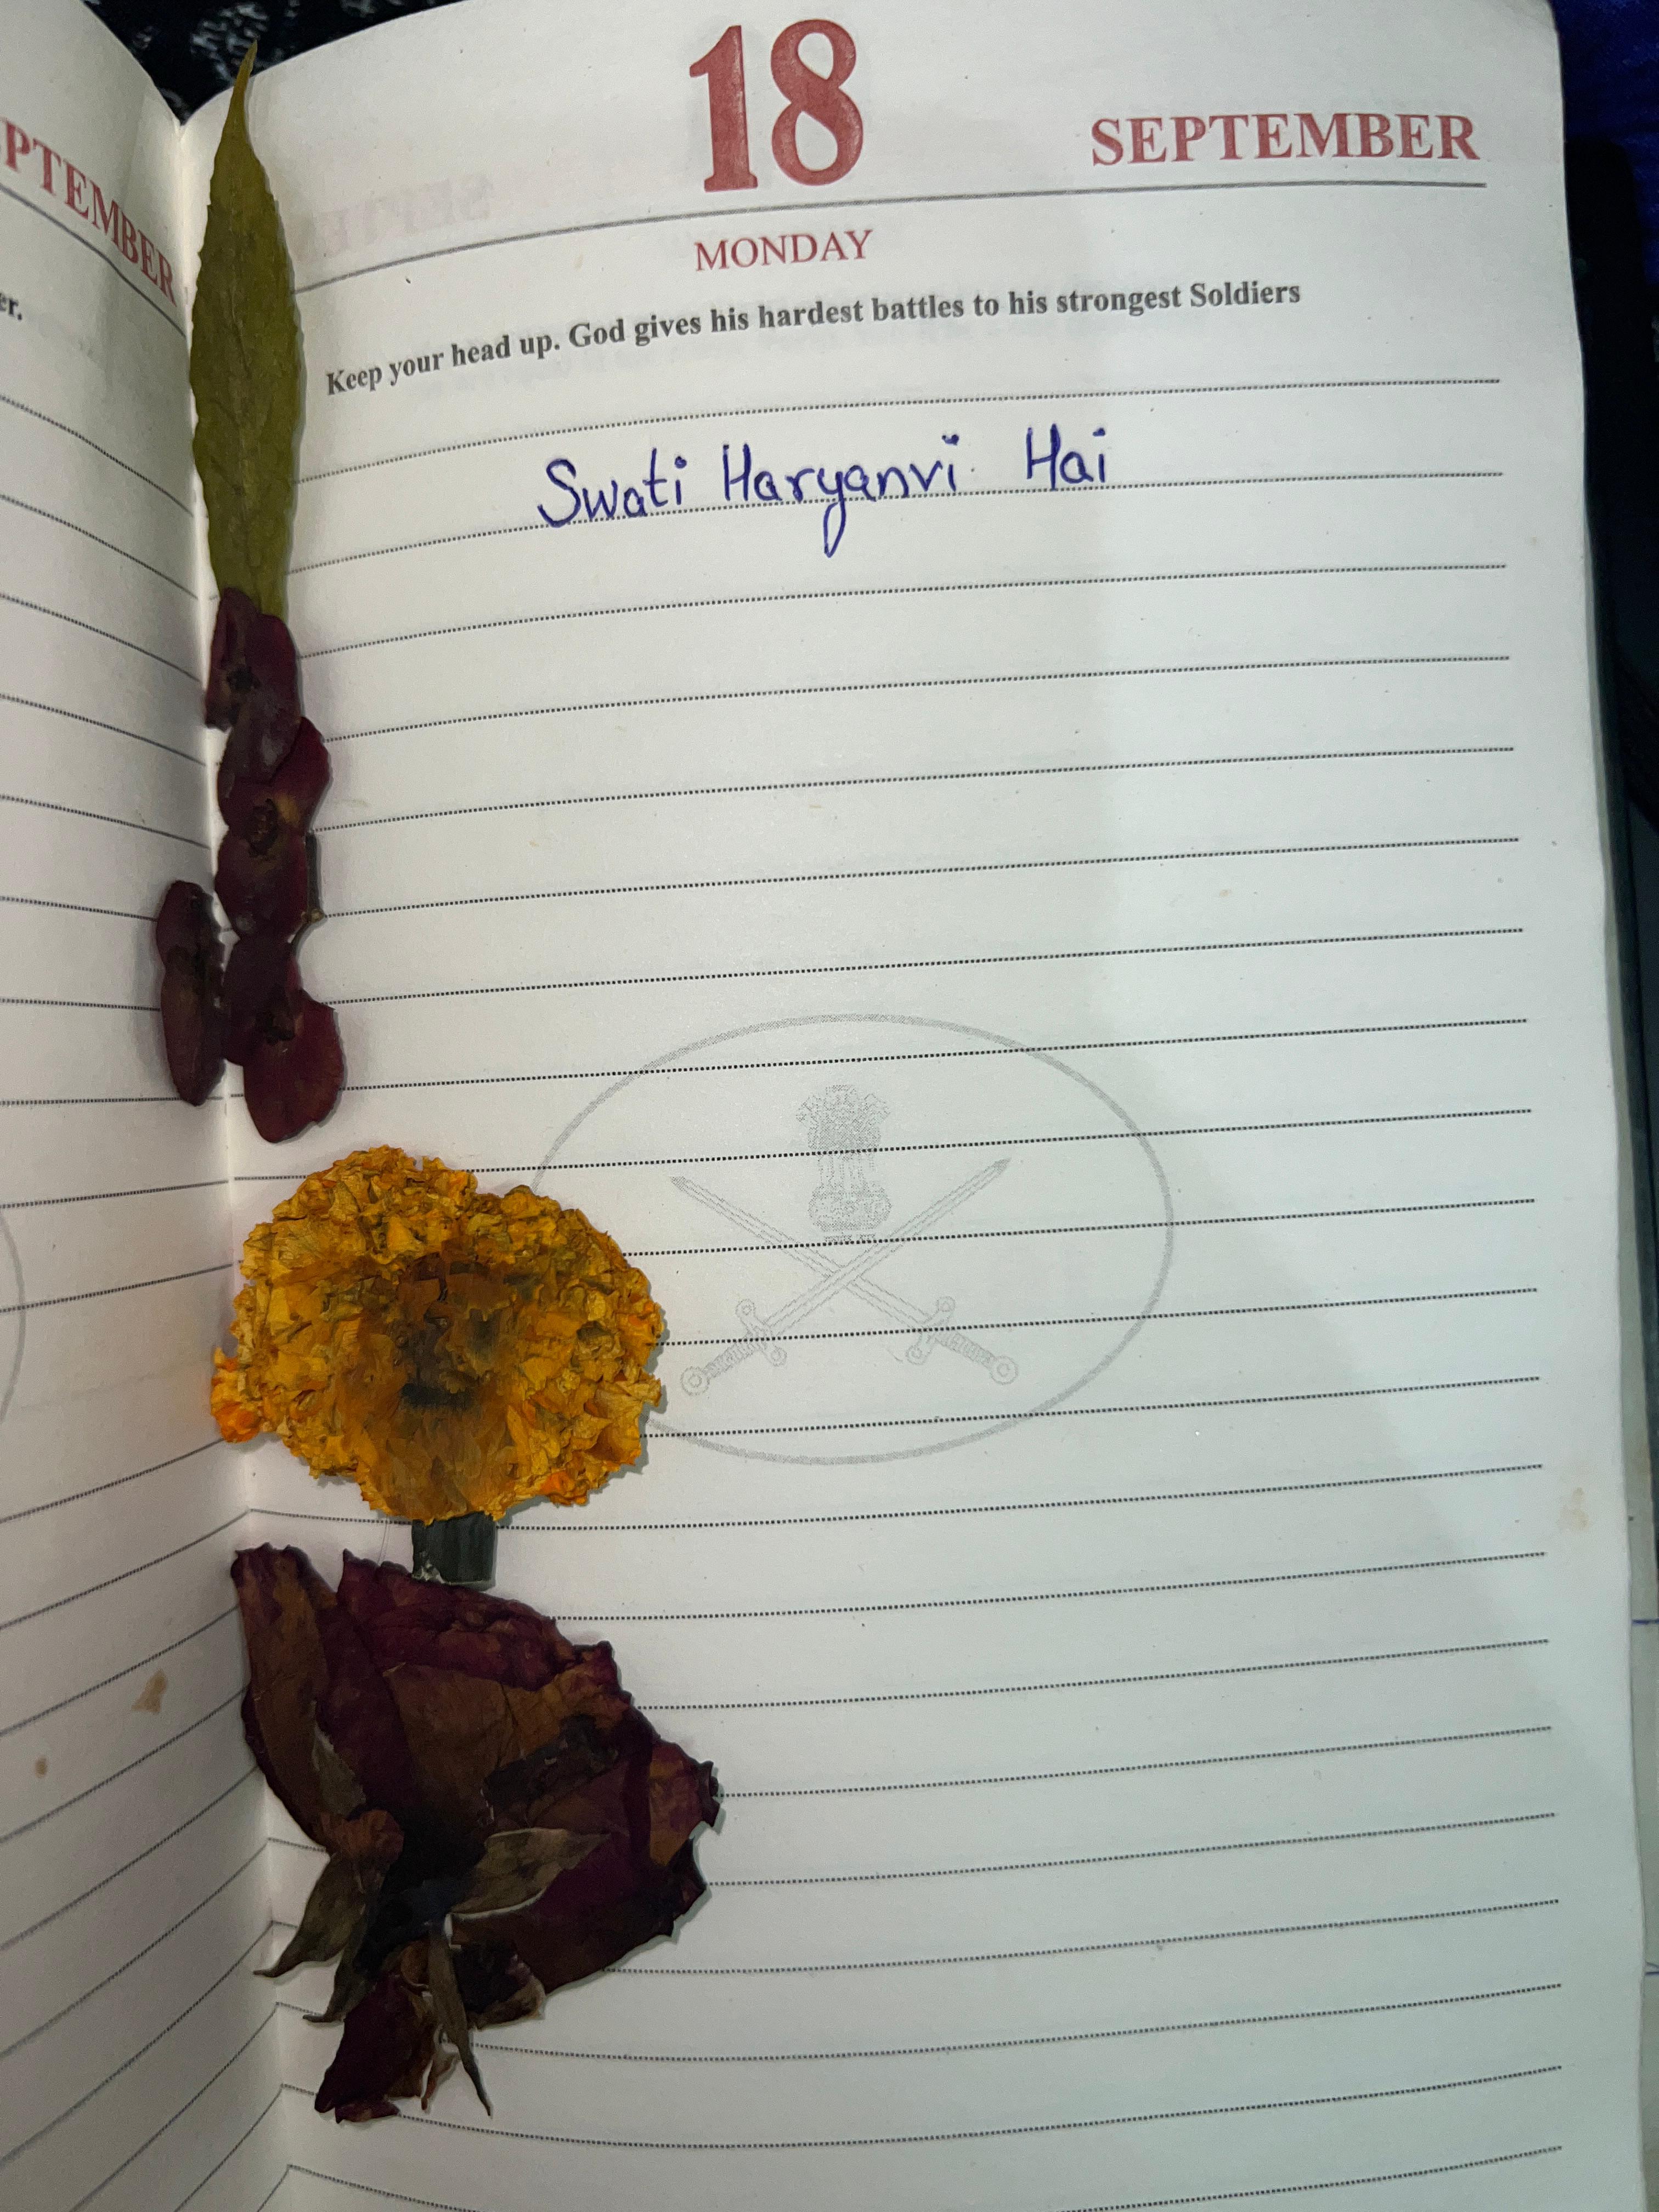 PTEMBER
er.
18
SEPTEMBER
MONDAY
Keep your head up. God gives his hardest battles to his strongest Soldiers
Swati Haryanvi Hai